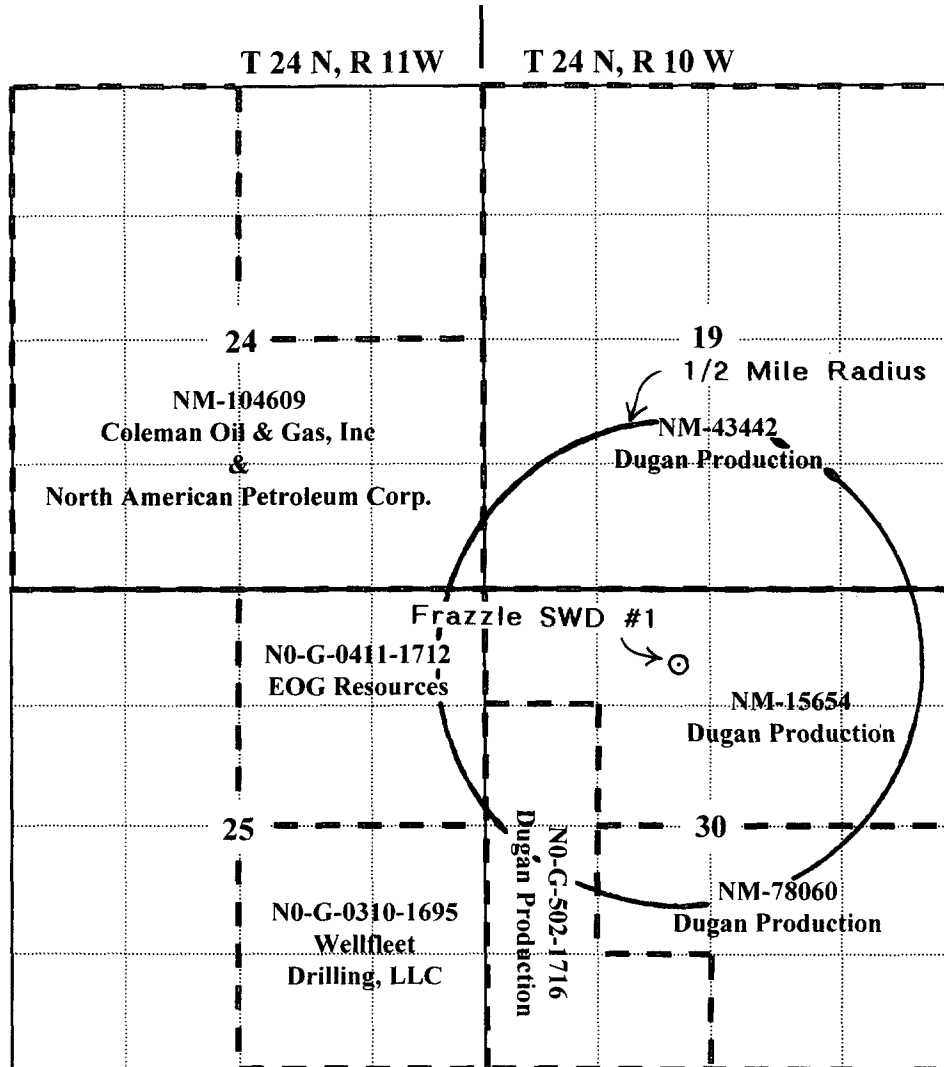 T 24 N, R 11W
T 24 N, R 10 W
24
19
1/2 Mile Radius
NM-104609
Coleman Oil & Gas, Inc
&
North American Petroleum Corp.
NM-43442
Dugan Production
Frazzle SWD #1
N0-G-0411-1712
EOG Resources
NM-15654
Dugan Production
25
30
N0-G-502-1716
Dugan Production
N0-G-0310-1695
Wellfleet
Drilling, LLC
NM-78060
Dugan Production